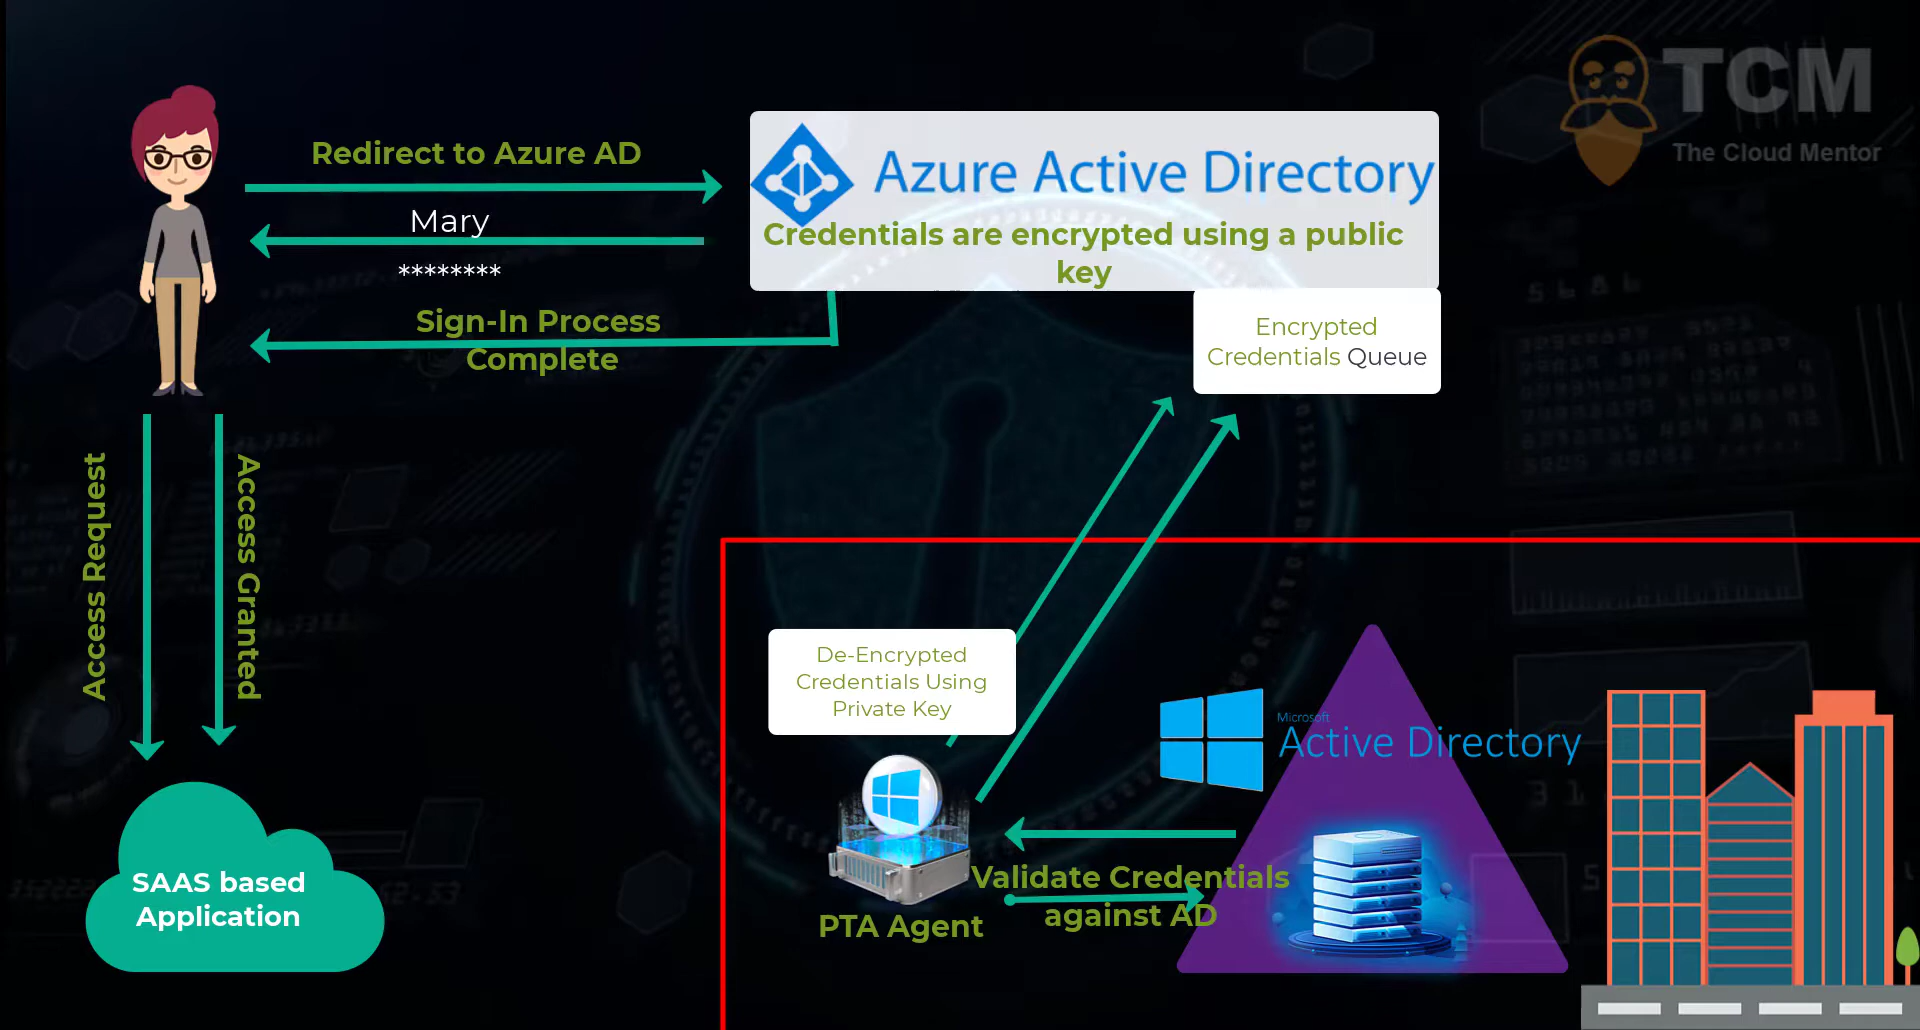 TCM
The Cloud Mentor
Redirect to Azure AD
Mary
********
Sign-In Process
Complete
Azure Active Directory
Credentials are encrypted using a public
key
Encrypted
Credentials Queue
Access Request
Access Granted
De-Encrypted
Credentials Using
Private Key
Microsoft
Active Directory
Validate Credentials
against AD
PTA Agent
SAAS based
Application